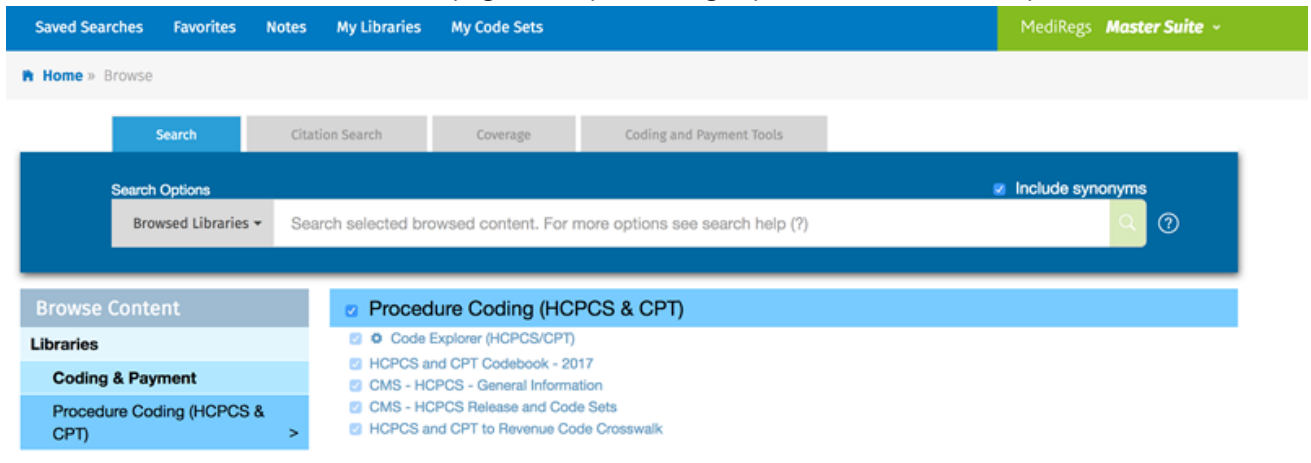 Saved Searches Favorites Notes My Libraries My Code Sets MediRegs Master Suite
Home » Browse
Search Citation Search Coverage Coding and Payment Tools
Search Options Include synonyms
Browsed Libraries Search selected browsed content. For more options see search help (?) ?
Browse Content
Libraries
Coding & Payment
Procedure Coding (HCPCS &
CPT) >
Procedure Coding (HCPCS & CPT)
Code Explorer (HCPCS/CPT)
HCPCS and CPT Codebook - 2017
CMS - HCPCS - General Information
CMS - HCPCS Release and Code Sets
HCPCS and CPT to Revenue Code Crosswalk